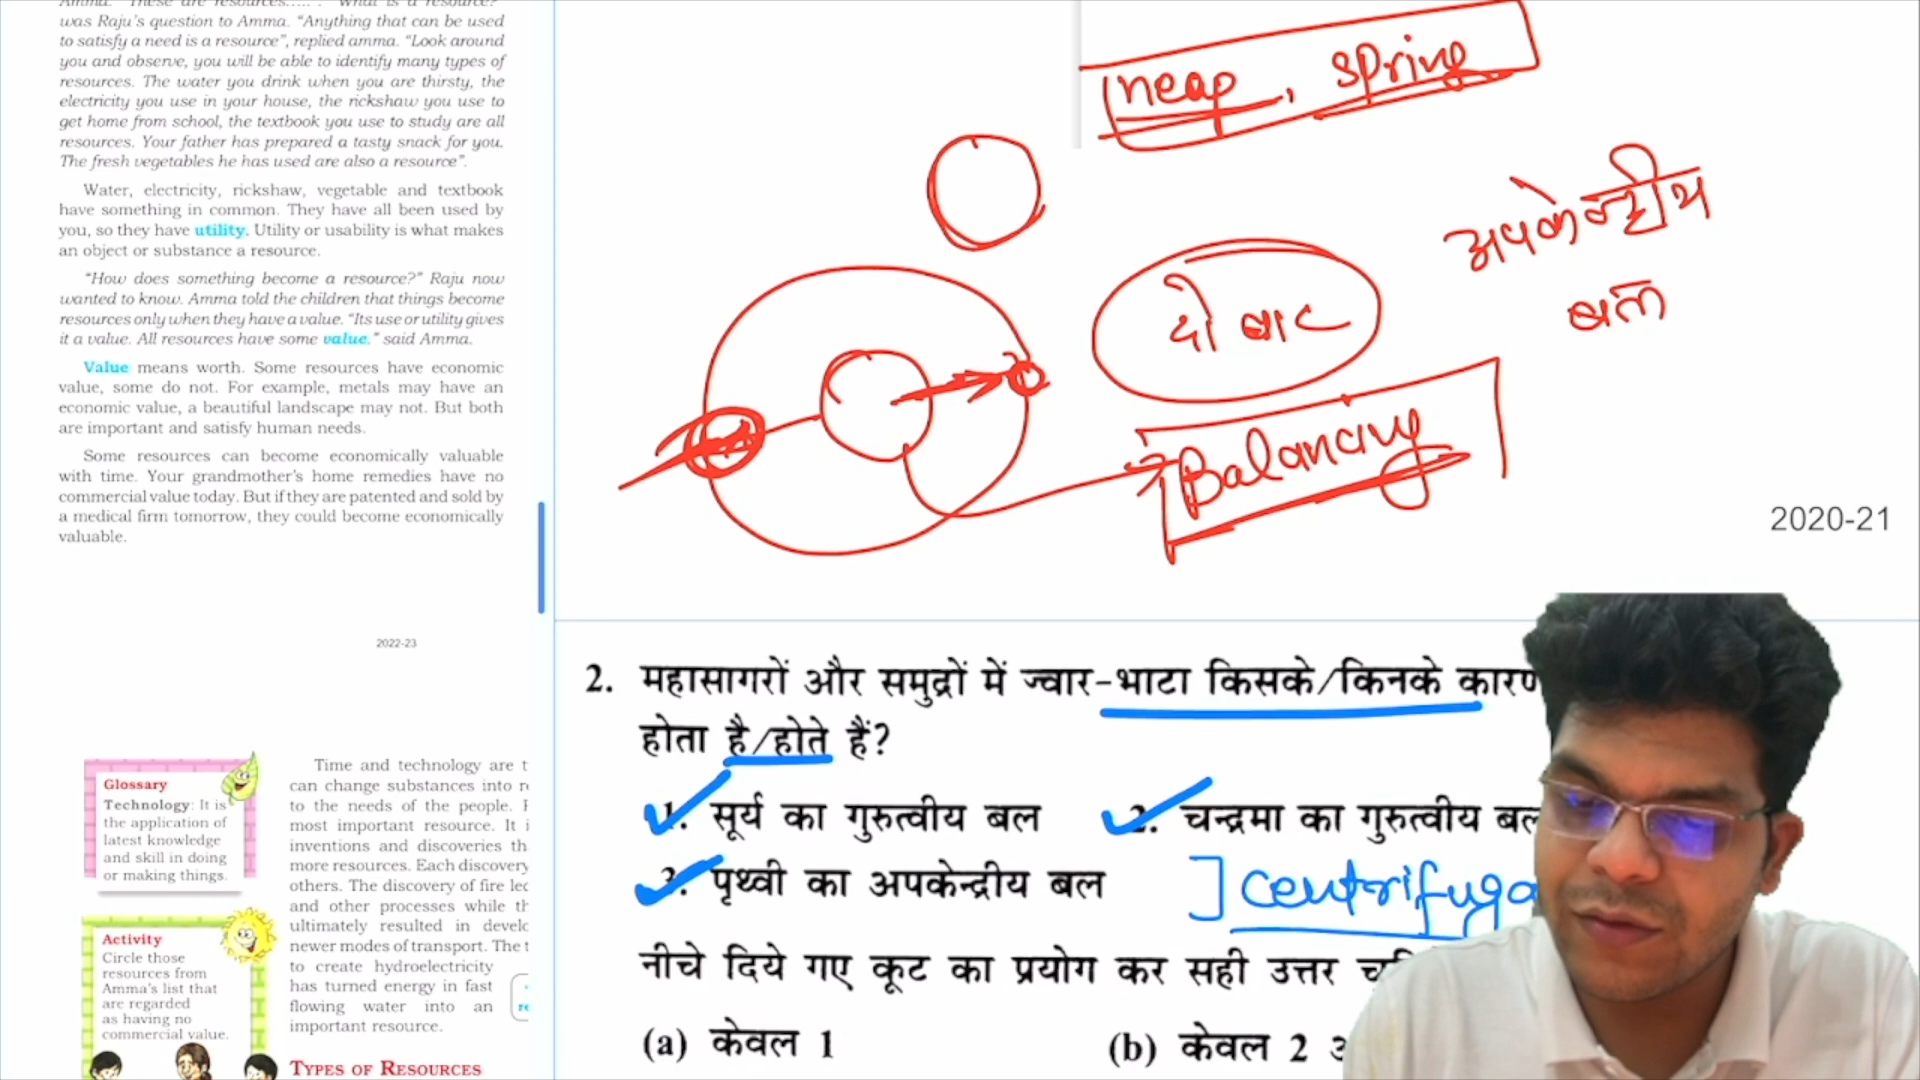 Amma. "These are resources..... . "What is a resource?"
was Raju's question to Amma. "Anything that can be used
to satisfy a need is a resource", replied amma. "Look around
you and observe, you will be able to identify many types of
resources. The water you drink when you are thirsty, the
electricity you use in your house, the rickshaw you use to
get home from school, the textbook you use to study are all
resources. Your father has prepared a tasty snack for you.
The fresh vegetables he has used are also a resource".
Water, electricity, rickshaw, vegetable and textbook
have something in common. They have all been used by
you, so they have utility. Utility or usability is what makes
an object or substance a resource.
"How does something become a resource?" Raju now
wanted to know. Amma told the children that things become
resources only when they have a value. "Its use or utility gives
it a value. All resources have some value." said Amma.
Value means worth. Some resources have economic
value, some do not. For example, metals may have an
economic value, a beautiful landscape may not. But both
are important and satisfy human needs.
Some resources can become economically valuable
with time. Your grandmother's home remedies have no
commercial value today. But if they are patented and sold by
a medical firm tomorrow, they could become economically
valuable.
2022-23
Glossary
Technology: It is
the application of
latest knowledge
and skill in doing
or making things.
Activity
Circle those
resources from
Amma's list that
are regarded
as having no
commercial value.
Time and technology are t
can change substances into r
to the needs of the people.
most important resource. It i
inventions and discoveries th
more resources. Each discovery
others. The discovery of fire led
and other processes while th
ultimately resulted in develo
newer modes of transport. The t
to create hydroelectricity
has turned energy in fast
flowing water into an
important resource.
TYPES OF RESOURCES
neap, spring
दो बार
अपकेन्द्रीय
बल
Balancing
2020-21
2. महासागरों और समुद्रों में ज्वार-भाटा किसके/किनके कारण
होता है/होते हैं?
1. सूर्य का गुरुत्वीय बल 2. चन्द्रमा का गुरुत्वीय बल
3. पृथ्वी का अपकेन्द्रीय बल ] centrifuga
नीचे दिये गए कूट का प्रयोग कर सही उत्तर
(a) केवल 1 (b) केवल 2